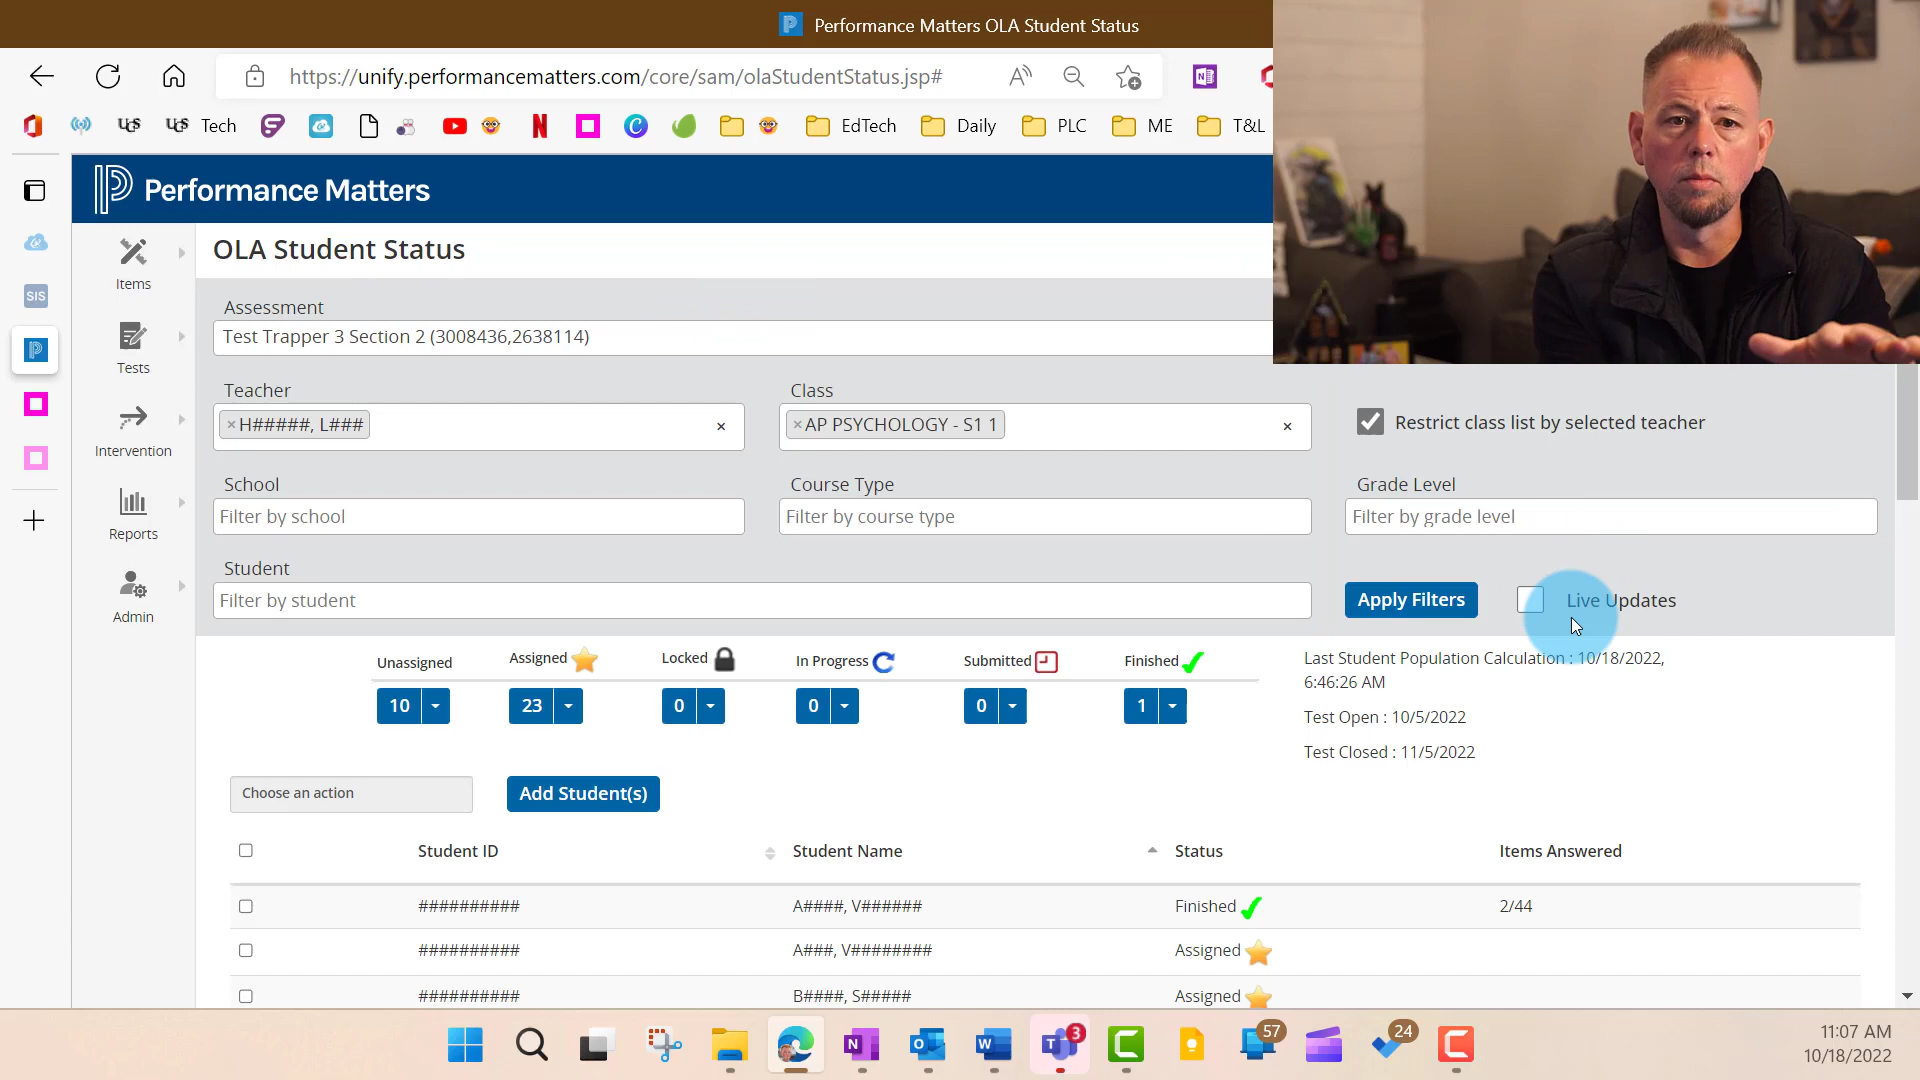 Performance Matters OLA Student Status
https://unify.performancematters.com/core/sam/olaStudentStatus.jsp#
Tech
EdTech
Daily
PLC
ME
T&L
Performance Matters
OLA Student Status
Items
Tests
Intervention
Reports
Admin
SIS
Assessment
Test Trapper 3 Section 2 (3008436,2638114)
Teacher
Class
×H#####, L###
×
×AP PSYCHOLOGY - S1 1
×
Restrict class list by selected teacher
School
Course Type
Grade Level
Filter by school
Filter by course type
Filter by grade level
Student
Filter by student
Apply Filters
Live Updates
Unassigned
Assigned
Locked
In Progress
Submitted
Finished
10
23
0
0
0
1
Last Student Population Calculation : 10/18/2022,
6:46:26 AM
Test Open : 10/5/2022
Test Closed : 11/5/2022
Choose an action
Add Student(s)
Student ID
Student Name
Status
Items Answered
########## A####, V###### Finished 2/44
########## A###, V######## Assigned
########## B####, S##### Assigned
3
57
24
11:07 AM
10/18/2022